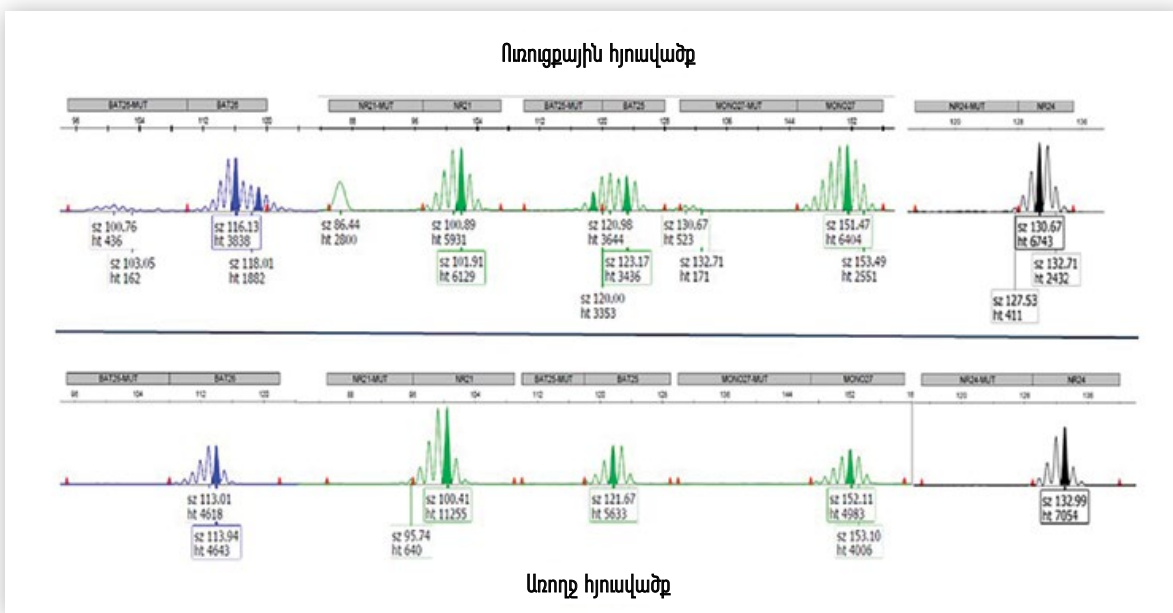 Ուռուցքային հյուսվածք
BAT26-MUT BAT26 NR21-MUT NR21 BAT25-MUT BAT25 MONO27-MUT MONO27 NR24-MUT NR24
sz 100.76
ht 436
sz 103.05
ht 162
sz 116.13
ht 3838
sz 118.01
ht 1882
sz 86.44
ht 2800
sz 100.89
ht 5931
sz 101.91
ht 6129
sz 120.98
ht 3644
sz 123.17
ht 3436
sz 120.00
ht 3353
sz 130.67
ht 523
sz 132.71
ht 171
sz 151.47
ht 6404
sz 153.49
ht 2551
sz 130.67
ht 6743
sz 132.71
ht 2432
sz 127.53
ht 411
BAT26-MUT BAT26 NR21-MUT NR21 BAT25-MUT BAT25 MONO27-MUT MONO27 NR24-MUT NR24
sz 113.01
ht 4618
sz 113.94
ht 4643
sz 100.41
ht 11255
sz 95.74
ht 640
sz 121.67
ht 5633
sz 152.11
ht 4983
sz 153.10
ht 4006
sz 132.99
ht 7054
Առողջ հյուսվածք